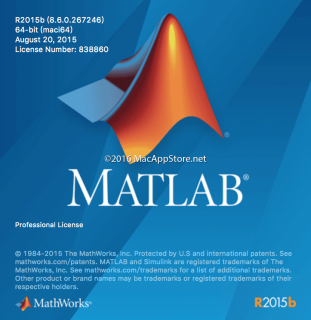 R2015b (8.6.0.267246)
64-bit (maci64)
August 20, 2015
License Number: 838860
©2016 MacAppStore.net
MATLAB®
Professional License
© 1984-2015 The MathWorks, Inc. Protected by U.S and international patents. See
mathworks.com/patents. MATLAB and Simulink are registered trademarks of The
MathWorks, Inc. See mathworks.com/trademarks for a list of additional trademarks.
Other product or brand names may be trademarks or registered trademarks of their
respective holders.
MathWorks®
R2015b